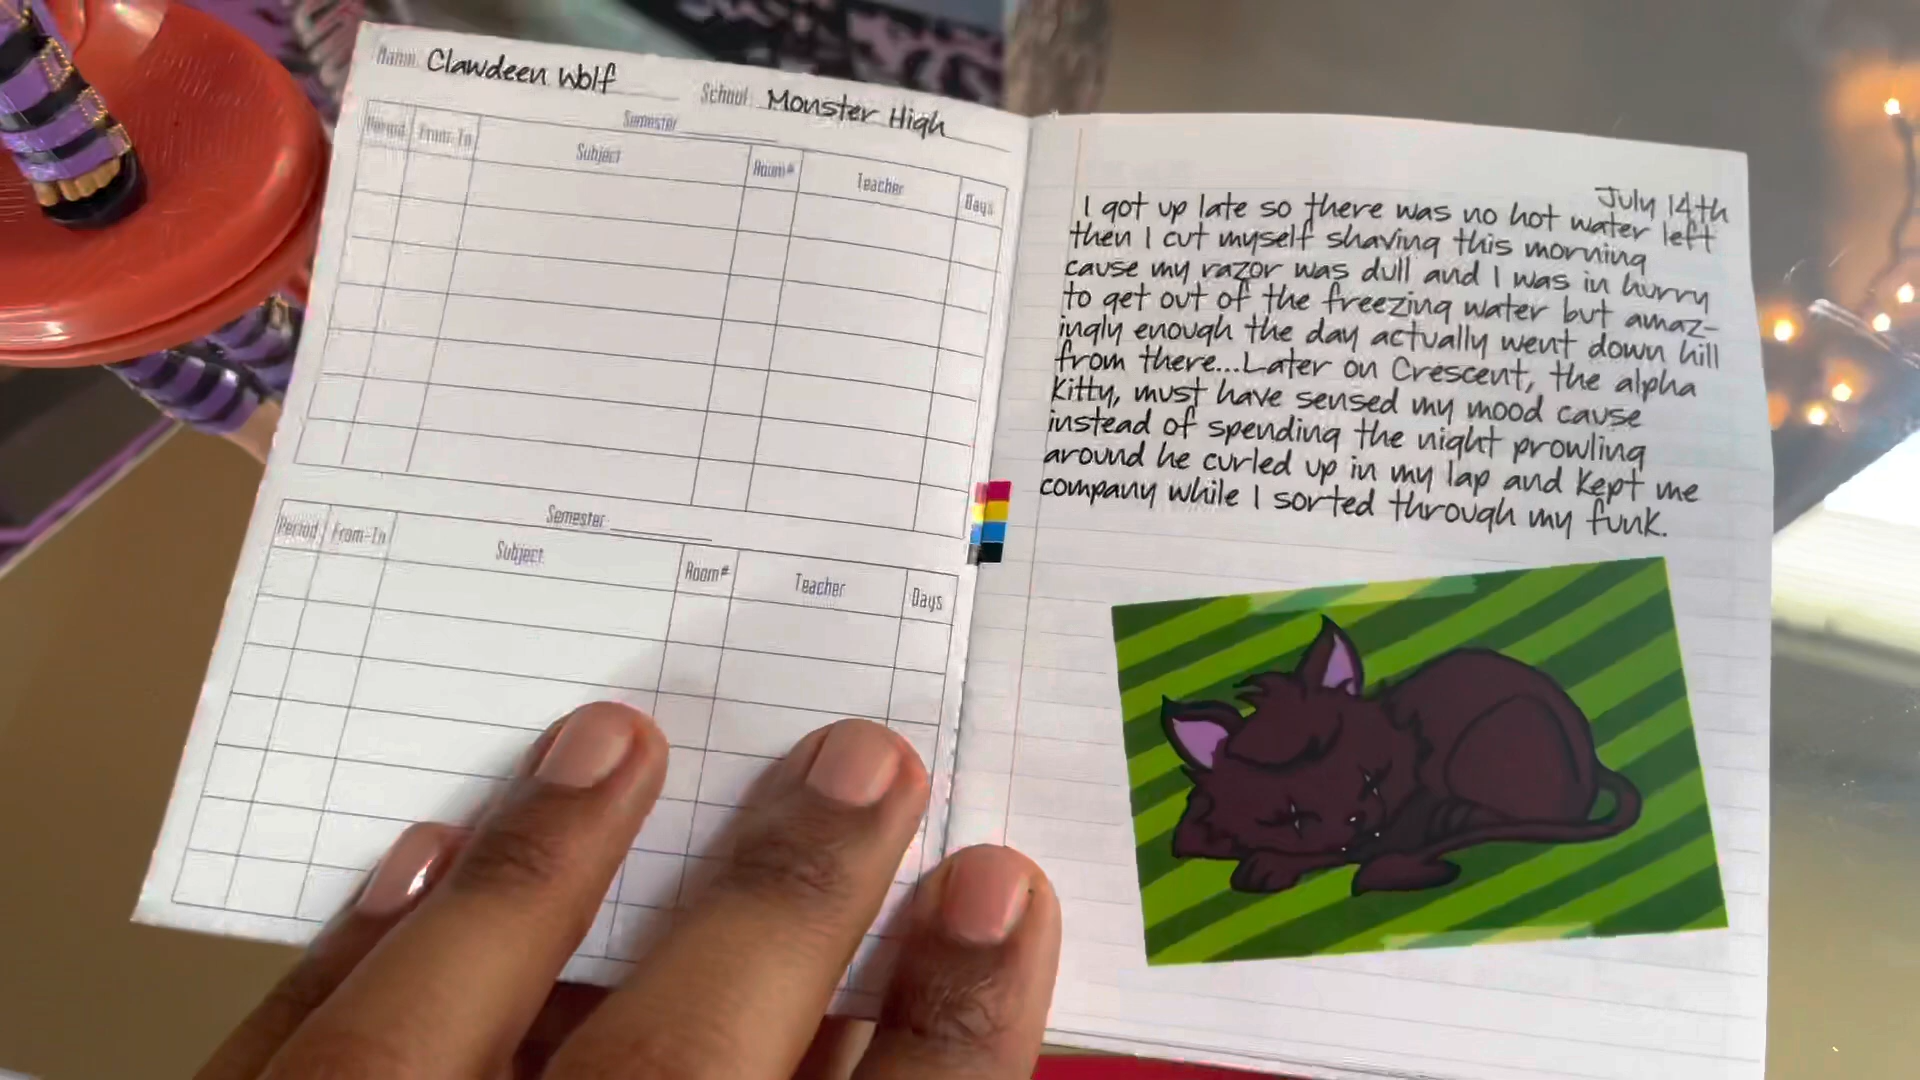 Name Clawdeen Wolf School Monster High
Semester
Period From-To Subject Room# Teacher Days
Semester
Period From-To Subject Room# Teacher Days
July 14th
I got up late so there was no hot water left
then I cut myself shaving this morning
cause my razor was dull and I was in hurry
to get out of the freezing water but amaz-
ingly enough the day actually went down hill
from there...Later on Crescent, the alpha
Kitty, must have sensed my mood cause
instead of spending the night prowling
around he curled up in my lap and Kept me
company while I sorted through my funk.